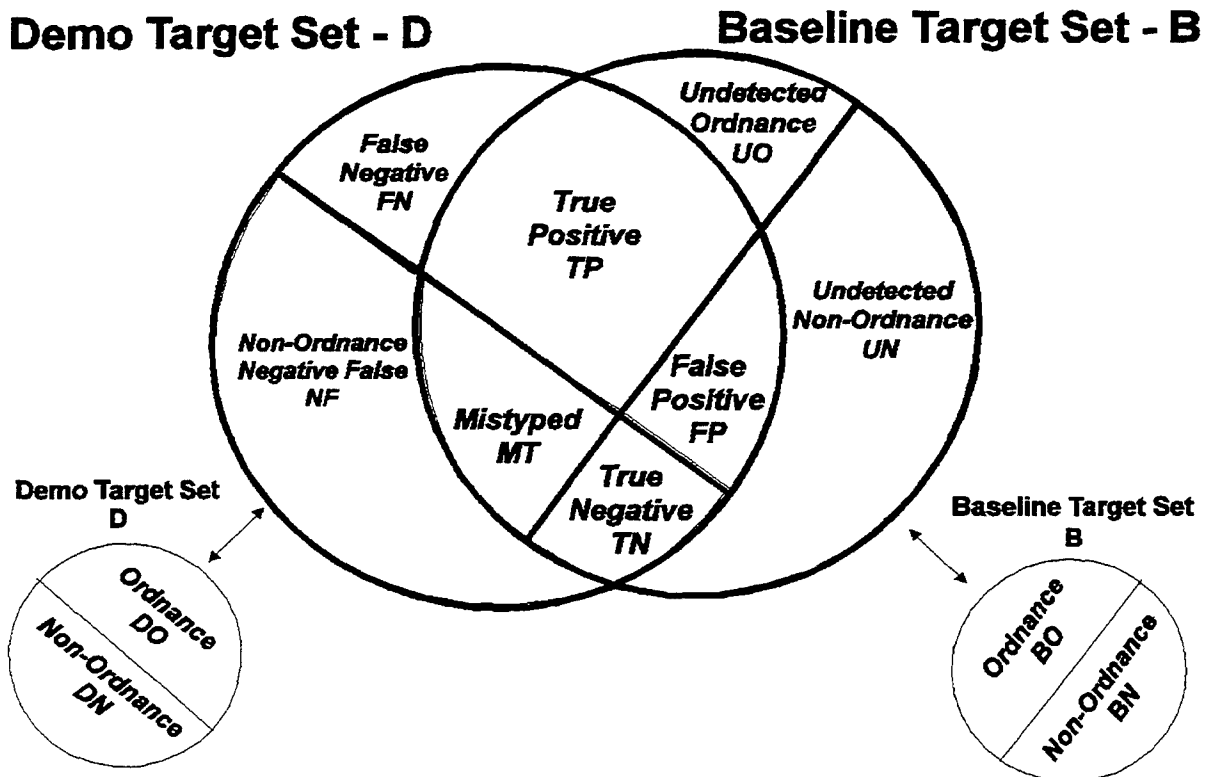 Demo Target Set - D
Baseline Target Set - B
Undetected
Ordnance
UO
False
Negative
FN
True
Positive
TP
Undetected
Non-Ordnance
UN
Non-Ordnance
Negative False
NF
False
Positive
FP
Mistyped
MT
True
Negative
TN
Demo Target Set
D
Ordnance
DO
Non-Ordnance
DN
Baseline Target Set
B
Ordnance
BO
Non-Ordnance
BN